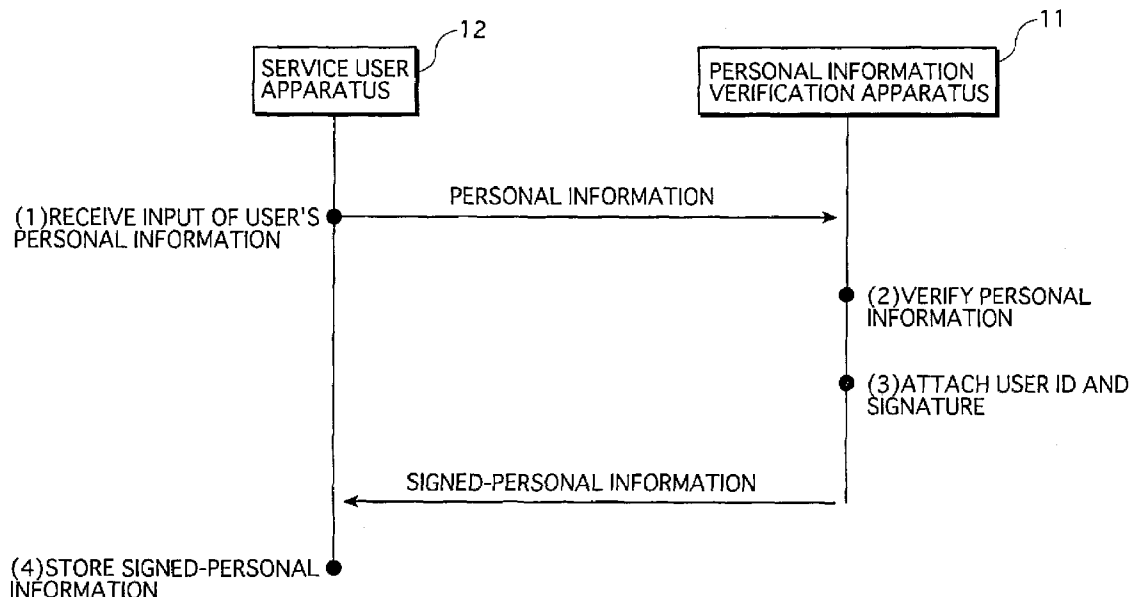 12
11
SERVICE USER
APPARATUS
PERSONAL INFORMATION
VERIFICATION APPARATUS
PERSONAL INFORMATION
(1)RECEIVE INPUT OF USER'S
PERSONAL INFORMATION
(2)VERIFY PERSONAL
INFORMATION
(3)ATTACH USER ID AND
SIGNATURE
SIGNED-PERSONAL INFORMATION
(4)STORE SIGNED-PERSONAL
INFORMATION